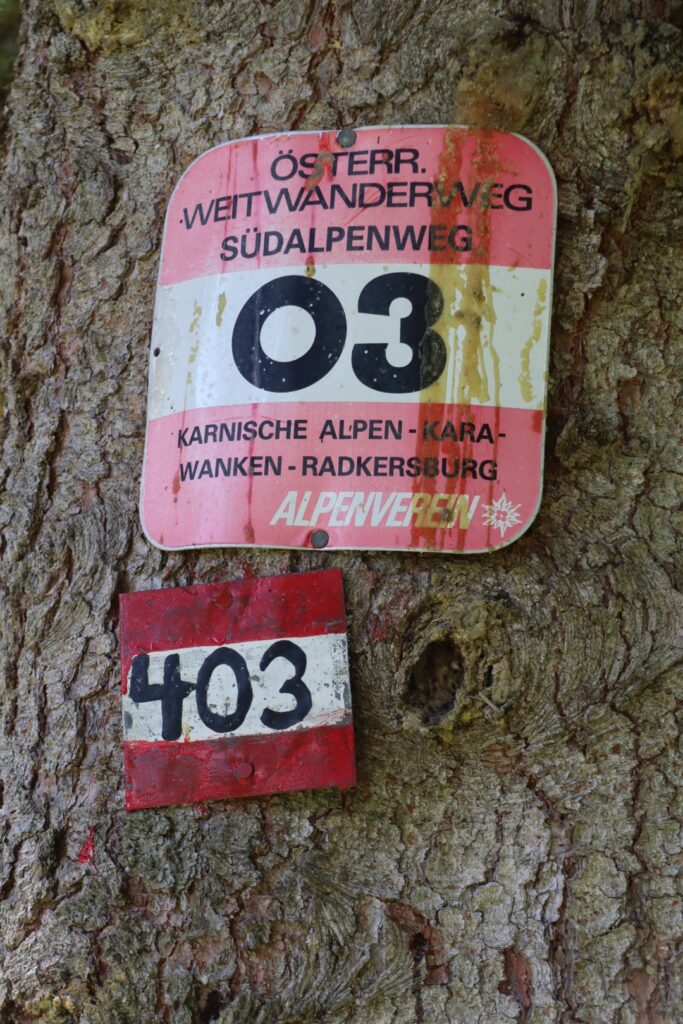 ÖSTERR.
WEITWANDERWEG
SÜDALPENWEG
03
KARNISCHE ALPEN - KARA-
WANKEN - RADKERSBURG
ALPENVEREIN
403